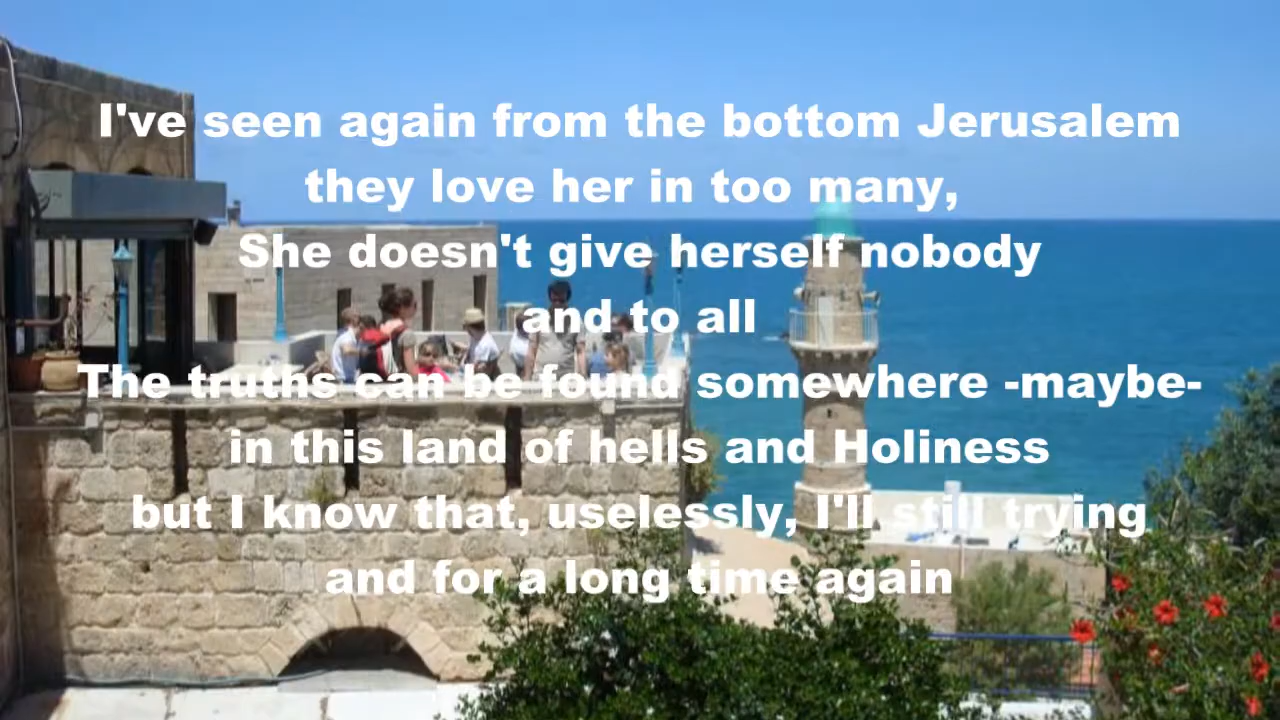 I've seen again from the bottom Jerusalem
they love her in too many,
She doesn't give herself nobody
and to all
The truths can be found somewhere -maybe-
in this land of hells and Holiness
but I know that, uselessly, I'll still trying
and for a long time again